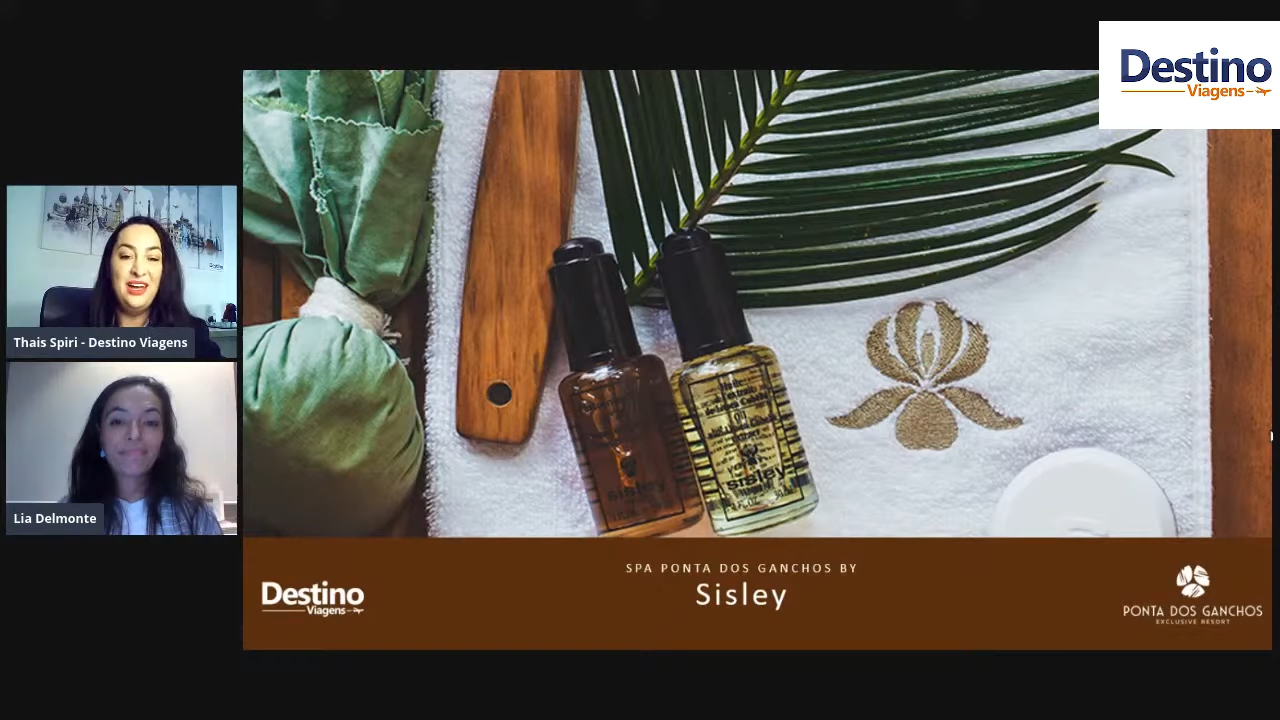 Destino
Viagens
Thais Spiri - Destino Viagens
Lia Delmonte
sisley
sisley
SPA PONTA DOS GANCHOS BY
Sisley
Destino
Viagens
PONTA DOS GANCHOS
EXCLUSIVE RESORT